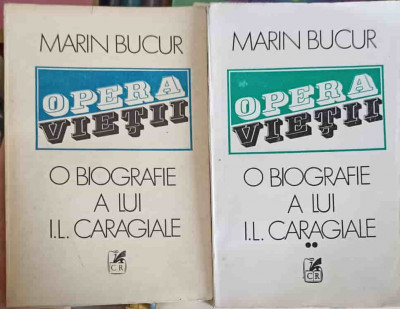 MARIN BUCUR
OPERA
VIEȚII
O BIOGRAFIE
A LUI
I.L. CARAGIALE
CR
MARIN BUCUR
OPERA
VIEȚII
O BIOGRAFIE
A LUI
I.L. CARAGIALE
••
CR